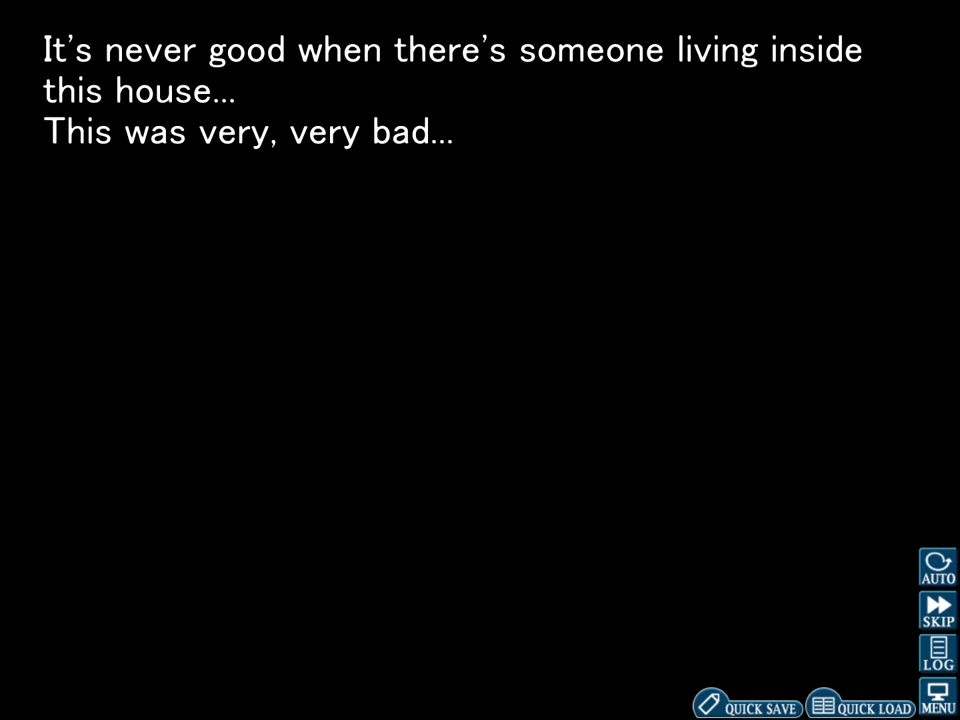 It's never good when there's someone living inside
this house...
This was very, very bad...
AUTO
SKIP
LOG
QUICK SAVE
QUICK LOAD
MENU